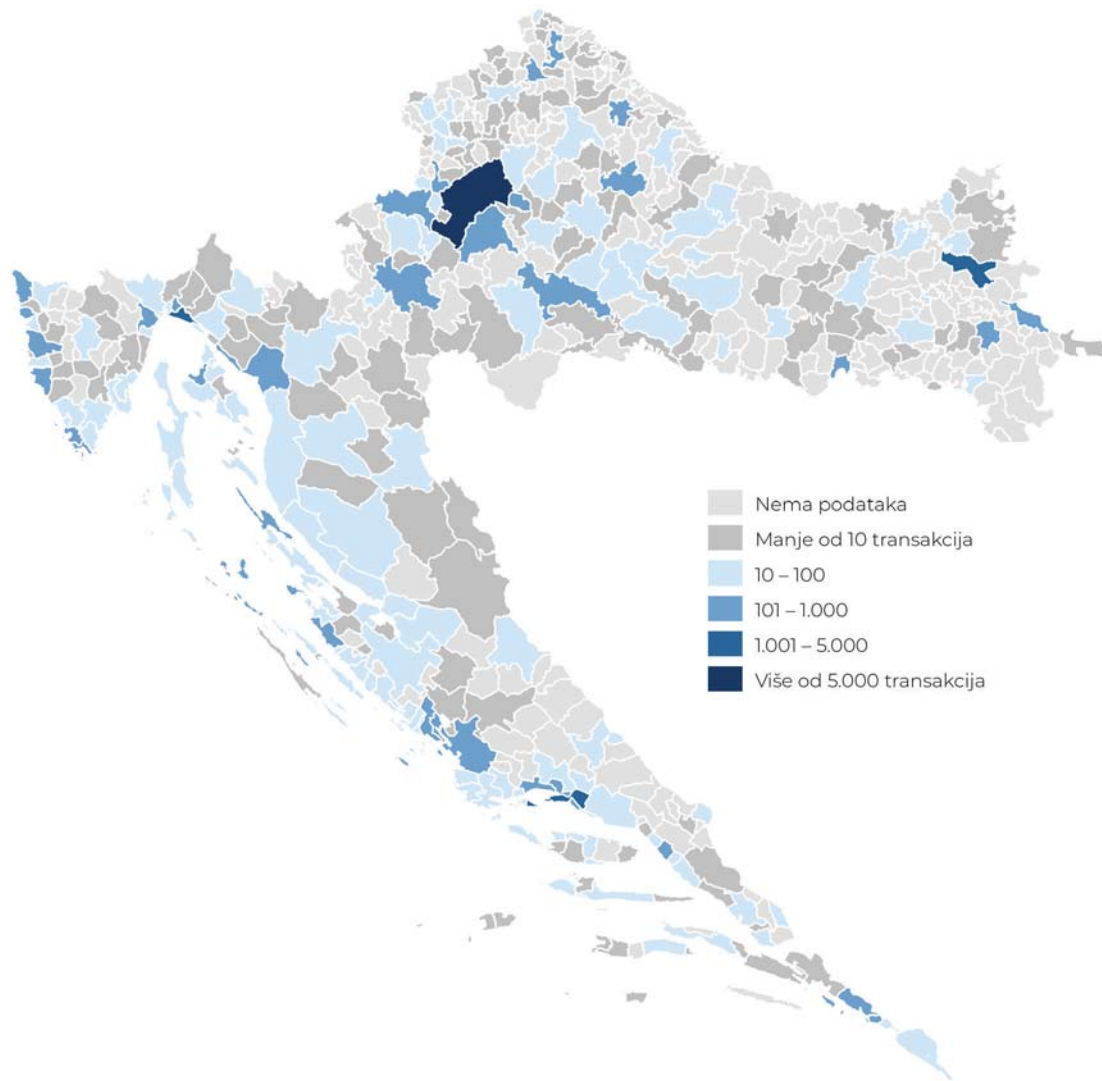 Nema podataka
Manje od 10 transakcija
10 – 100
101 – 1.000
1.001 – 5.000
Više od 5.000 transakcija